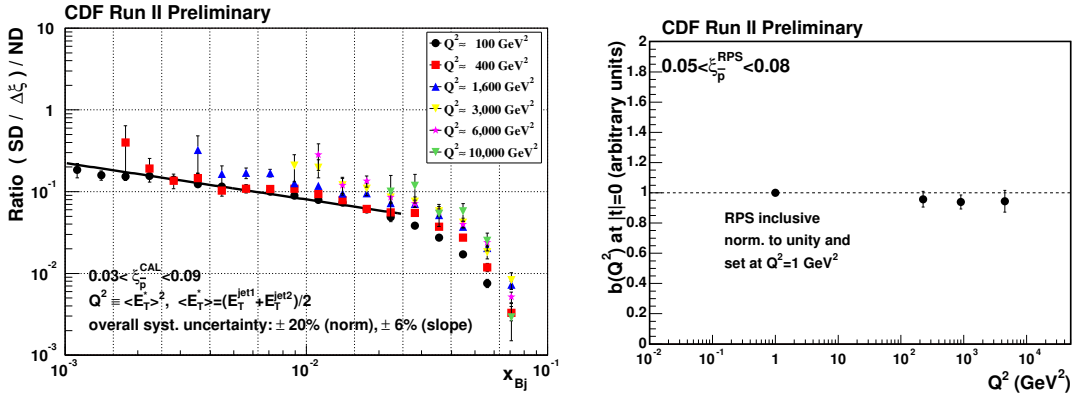 CDF Run II Preliminary
Ratio ( SD / Δξ ) / ND
10
1
10^-1
10^-2
10^-3
Q² ≈ 100 GeV²
Q² ≈ 400 GeV²
Q² ≈ 1,600 GeV²
Q² ≈ 3,000 GeV²
Q² ≈ 6,000 GeV²
Q² ≈ 10,000 GeV²
0.03< ξ_p̄^CAL <0.09
Q² ≡ <E_T^*>², <E_T^*>=(E_T^jet1+E_T^jet2)/2
overall syst. uncertainty: ± 20% (norm), ± 6% (slope)
10^-3 10^-2 10^-1
x_Bj
CDF Run II Preliminary
b(Q²) at |t|=0 (arbitrary units)
2
1.8
1.6
1.4
1.2
1
0.8
0.6
0.4
0.2
0
0.05<ξ_p̄^RPS<0.08
RPS inclusive
norm. to unity and
set at Q²=1 GeV²
10^-2 10^-1 1 10 10² 10³ 10⁴
Q² (GeV²)